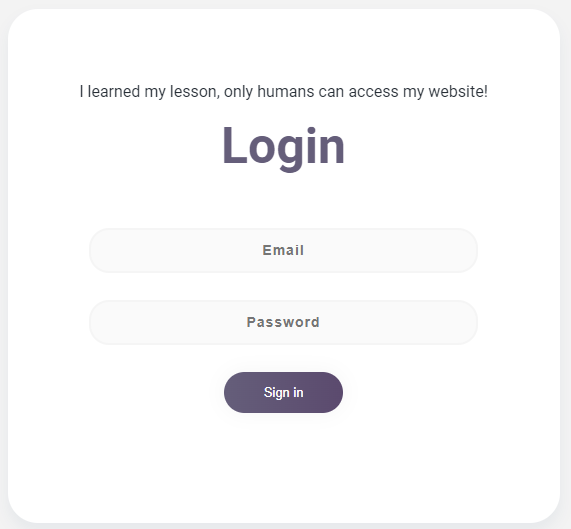 I learned my lesson, only humans can access my website!
Login
Email
Password
Sign in